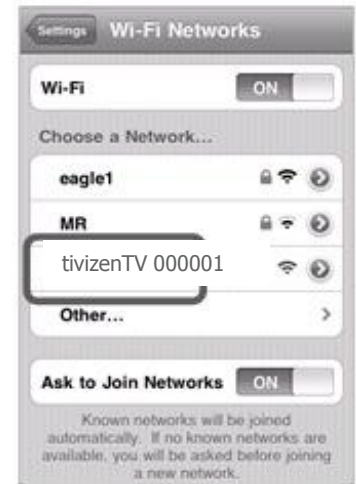 Settings Wi-Fi Networks
Wi-Fi ON
Choose a Network...
eagle1
MR
tivizenTV 000001
Other...
Ask to Join Networks ON
Known networks will be joined
automatically. If no known networks are
available, you will be asked before joining
a new network.